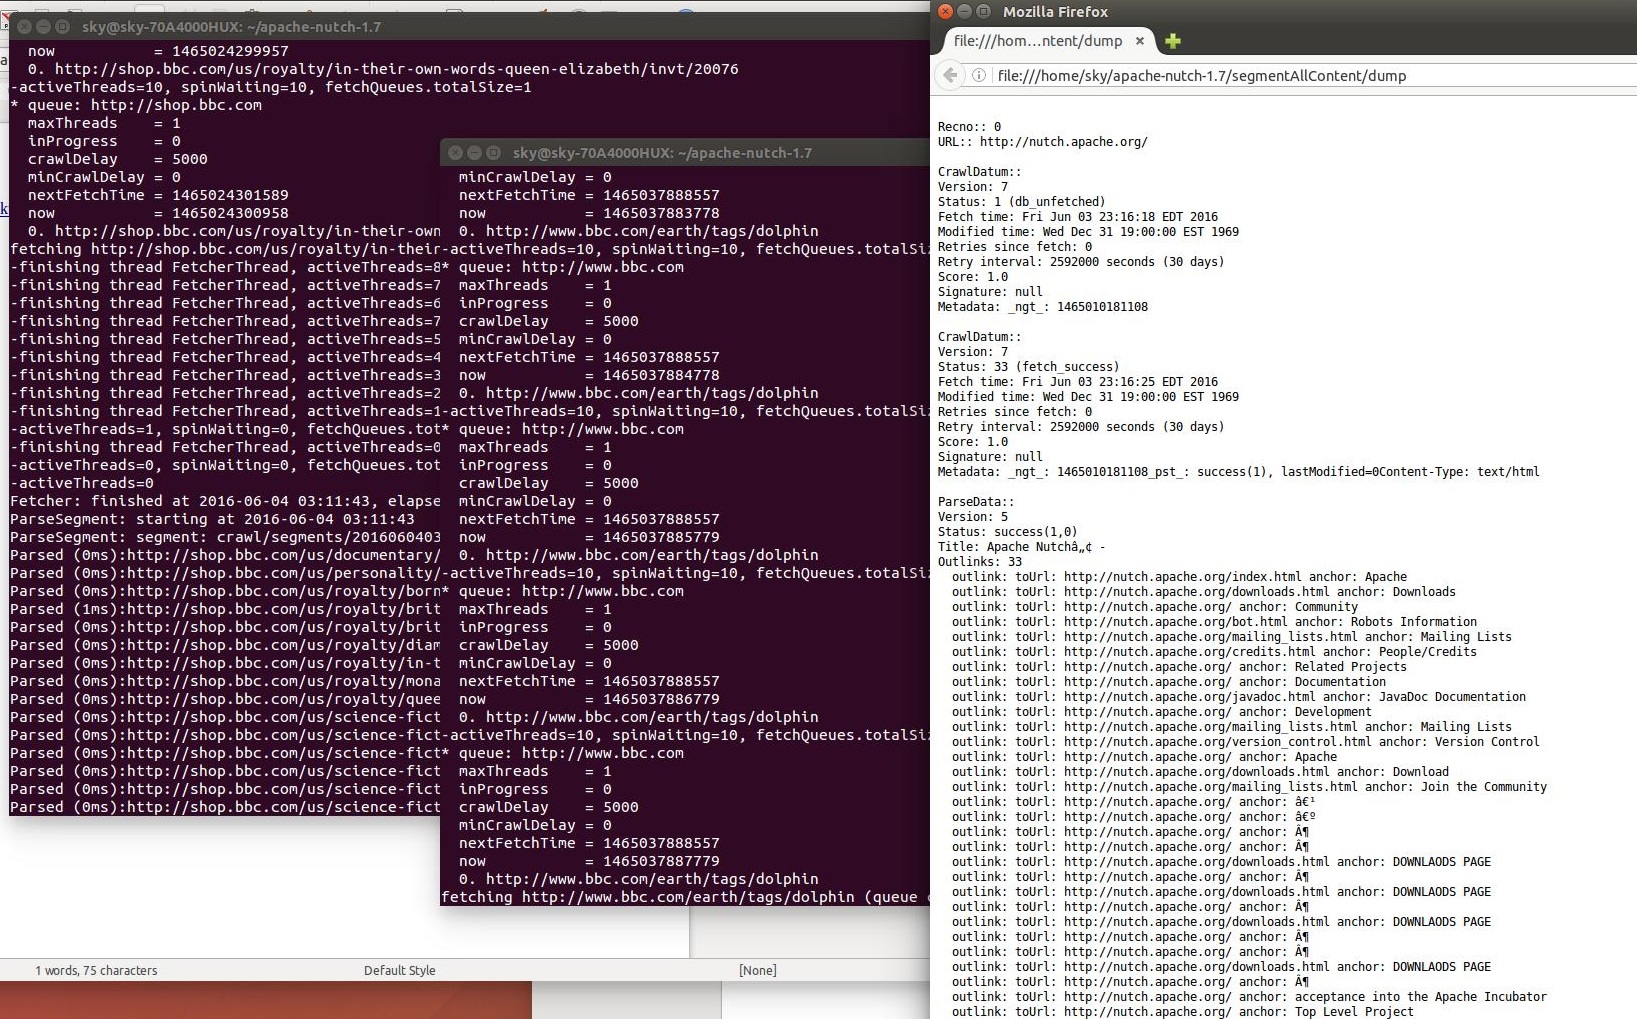 sky@sky-70A4000HUX: ~/apache-nutch-1.7
now = 1465024299957
0. http://shop.bbc.com/us/royalty/in-their-own-words-queen-elizabeth/invt/20076
-activeThreads=10, spinWaiting=10, fetchQueues.totalSize=1
* queue: http://shop.bbc.com
maxThreads = 1
inProgress = 0
crawlDelay = 5000
minCrawlDelay = 0
nextFetchTime = 1465024301589
now = 1465024300958
0. http://shop.bbc.com/us/royalty/in-their-own
fetching http://shop.bbc.com/us/royalty/in-their
-finishing thread FetcherThread, activeThreads=8
-finishing thread FetcherThread, activeThreads=7
-finishing thread FetcherThread, activeThreads=6
-finishing thread FetcherThread, activeThreads=7
-finishing thread FetcherThread, activeThreads=5
-finishing thread FetcherThread, activeThreads=4
-finishing thread FetcherThread, activeThreads=3
-finishing thread FetcherThread, activeThreads=2
-finishing thread FetcherThread, activeThreads=1
-activeThreads=1, spinWaiting=0, fetchQueues.tot
-finishing thread FetcherThread, activeThreads=0
-activeThreads=0, spinWaiting=0, fetchQueues.tot
-activeThreads=0
Fetcher: finished at 2016-06-04 03:11:43, elapse
ParseSegment: starting at 2016-06-04 03:11:43
ParseSegment: segment: crawl/segments/2016060403
Parsed (0ms):http://shop.bbc.com/us/documentary/
Parsed (0ms):http://shop.bbc.com/us/personality/
Parsed (0ms):http://shop.bbc.com/us/royalty/born
Parsed (1ms):http://shop.bbc.com/us/royalty/brit
Parsed (0ms):http://shop.bbc.com/us/royalty/brit
Parsed (0ms):http://shop.bbc.com/us/royalty/diam
Parsed (0ms):http://shop.bbc.com/us/royalty/in-t
Parsed (0ms):http://shop.bbc.com/us/royalty/mona
Parsed (0ms):http://shop.bbc.com/us/royalty/quee
Parsed (0ms):http://shop.bbc.com/us/science-fict
Parsed (0ms):http://shop.bbc.com/us/science-fict
Parsed (0ms):http://shop.bbc.com/us/science-fict
Parsed (0ms):http://shop.bbc.com/us/science-fict
Parsed (0ms):http://shop.bbc.com/us/science-fict
Parsed (0ms):http://shop.bbc.com/us/science-fict
sky@sky-70A4000HUX: ~/apache-nutch-1.7
minCrawlDelay = 0
nextFetchTime = 1465037888557
now = 1465037883778
0. http://www.bbc.com/earth/tags/dolphin
-activeThreads=10, spinWaiting=10, fetchQueues.totalSiz
* queue: http://www.bbc.com
maxThreads = 1
inProgress = 0
crawlDelay = 5000
minCrawlDelay = 0
nextFetchTime = 1465037888557
now = 1465037884778
0. http://www.bbc.com/earth/tags/dolphin
-activeThreads=10, spinWaiting=10, fetchQueues.totalSiz
* queue: http://www.bbc.com
maxThreads = 1
inProgress = 0
crawlDelay = 5000
minCrawlDelay = 0
nextFetchTime = 1465037888557
now = 1465037885779
0. http://www.bbc.com/earth/tags/dolphin
-activeThreads=10, spinWaiting=10, fetchQueues.totalSiz
* queue: http://www.bbc.com
maxThreads = 1
inProgress = 0
crawlDelay = 5000
minCrawlDelay = 0
nextFetchTime = 1465037888557
now = 1465037886779
0. http://www.bbc.com/earth/tags/dolphin
-activeThreads=10, spinWaiting=10, fetchQueues.totalSiz
* queue: http://www.bbc.com
maxThreads = 1
inProgress = 0
crawlDelay = 5000
minCrawlDelay = 0
nextFetchTime = 1465037888557
now = 1465037887779
0. http://www.bbc.com/earth/tags/dolphin
fetching http://www.bbc.com/earth/tags/dolphin (queue
1 words, 75 characters
Default Style
[None]
Mozilla Firefox
file:///hom...ntent/dump
file:///home/sky/apache-nutch-1.7/segmentAllContent/dump
Recno:: 0
URL:: http://nutch.apache.org/
CrawlDatum::
Version: 7
Status: 1 (db_unfetched)
Fetch time: Fri Jun 03 23:16:18 EDT 2016
Modified time: Wed Dec 31 19:00:00 EST 1969
Retries since fetch: 0
Retry interval: 2592000 seconds (30 days)
Score: 1.0
Signature: null
Metadata: _ngt_: 1465010181108
CrawlDatum::
Version: 7
Status: 33 (fetch_success)
Fetch time: Fri Jun 03 23:16:25 EDT 2016
Modified time: Wed Dec 31 19:00:00 EST 1969
Retries since fetch: 0
Retry interval: 2592000 seconds (30 days)
Score: 1.0
Signature: null
Metadata: _ngt_: 1465010181108_pst_: success(1), lastModified=0Content-Type: text/html
ParseData::
Version: 5
Status: success(1,0)
Title: Apache Nutchâ„¢ -
Outlinks: 33
outlink: toUrl: http://nutch.apache.org/index.html anchor: Apache
outlink: toUrl: http://nutch.apache.org/downloads.html anchor: Downloads
outlink: toUrl: http://nutch.apache.org/ anchor: Community
outlink: toUrl: http://nutch.apache.org/bot.html anchor: Robots Information
outlink: toUrl: http://nutch.apache.org/mailing_lists.html anchor: Mailing Lists
outlink: toUrl: http://nutch.apache.org/credits.html anchor: People/Credits
outlink: toUrl: http://nutch.apache.org/ anchor: Related Projects
outlink: toUrl: http://nutch.apache.org/ anchor: Documentation
outlink: toUrl: http://nutch.apache.org/javadoc.html anchor: JavaDoc Documentation
outlink: toUrl: http://nutch.apache.org/ anchor: Development
outlink: toUrl: http://nutch.apache.org/mailing_lists.html anchor: Mailing Lists
outlink: toUrl: http://nutch.apache.org/version_control.html anchor: Version Control
outlink: toUrl: http://nutch.apache.org/ anchor: Apache
outlink: toUrl: http://nutch.apache.org/downloads.html anchor: Download
outlink: toUrl: http://nutch.apache.org/mailing_lists.html anchor: Join the Community
outlink: toUrl: http://nutch.apache.org/ anchor: â€¹
outlink: toUrl: http://nutch.apache.org/ anchor: â€º
outlink: toUrl: http://nutch.apache.org/ anchor: Â¶
outlink: toUrl: http://nutch.apache.org/ anchor: Â¶
outlink: toUrl: http://nutch.apache.org/downloads.html anchor: DOWNLAODS PAGE
outlink: toUrl: http://nutch.apache.org/ anchor: Â¶
outlink: toUrl: http://nutch.apache.org/downloads.html anchor: DOWNLAODS PAGE
outlink: toUrl: http://nutch.apache.org/ anchor: Â¶
outlink: toUrl: http://nutch.apache.org/downloads.html anchor: DOWNLAODS PAGE
outlink: toUrl: http://nutch.apache.org/ anchor: Â¶
outlink: toUrl: http://nutch.apache.org/ anchor: Â¶
outlink: toUrl: http://nutch.apache.org/downloads.html anchor: DOWNLAODS PAGE
outlink: toUrl: http://nutch.apache.org/ anchor: Â¶
outlink: toUrl: http://nutch.apache.org/ anchor: acceptance into the Apache Incubator
outlink: toUrl: http://nutch.apache.org/ anchor: Top Level Project